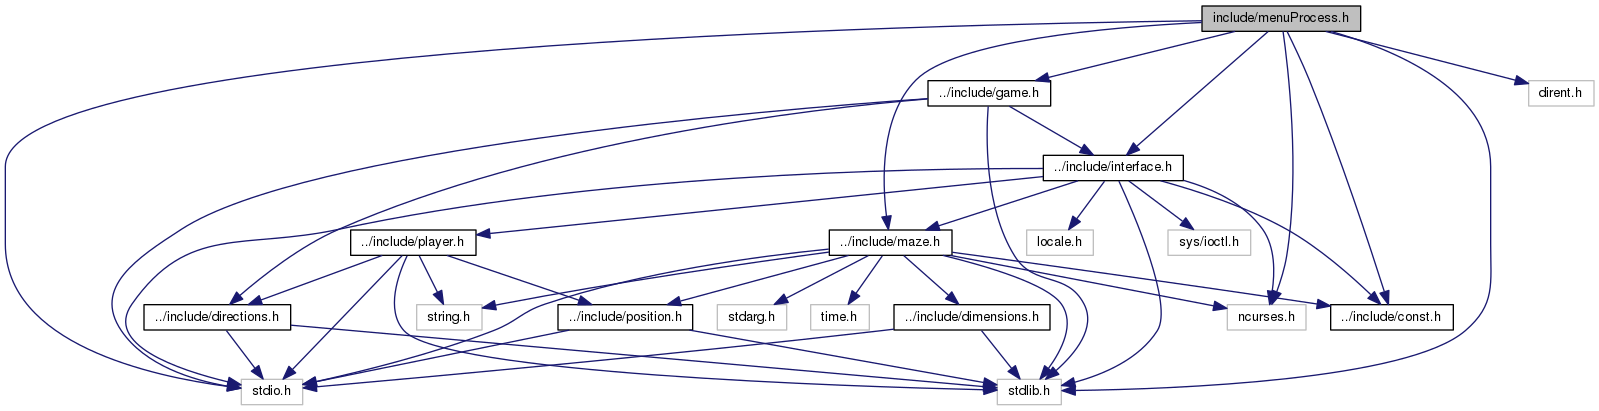 include/menuProcess.h
../include/game.h
dirent.h
../include/interface.h
../include/player.h
../include/maze.h
locale.h
sys/ioctl.h
../include/directions.h
string.h
../include/position.h
stdarg.h
time.h
../include/dimensions.h
ncurses.h
../include/const.h
stdio.h
stdlib.h